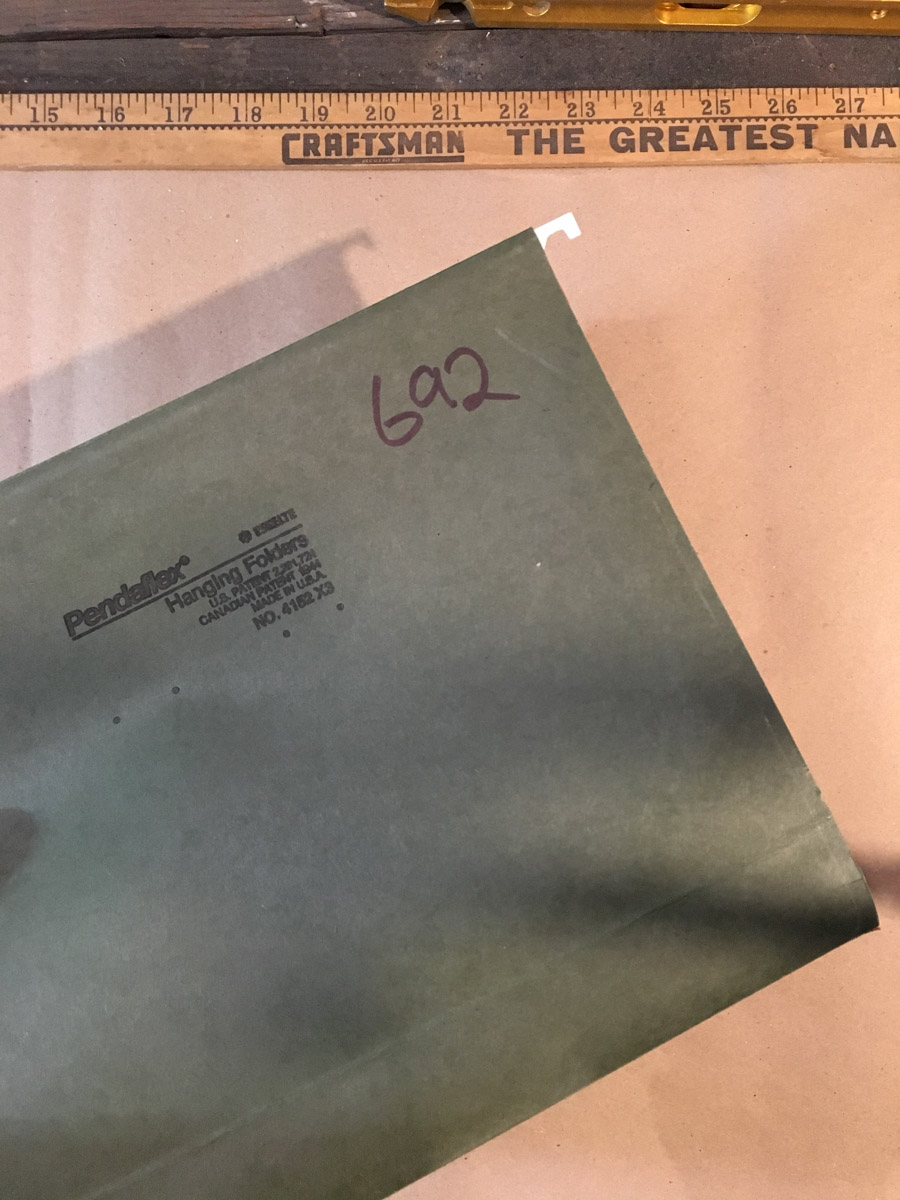 15 16 17 18 19 20 21 22 23 24 25 26 27
CRAFTSMAN THE GREATEST NA
692
ESSELTE
Pendaflex®
Hanging Folders
U.S. PATENT
CANADIAN PATENT 1944
MADE IN U.S.A.
NO. 4152 X3